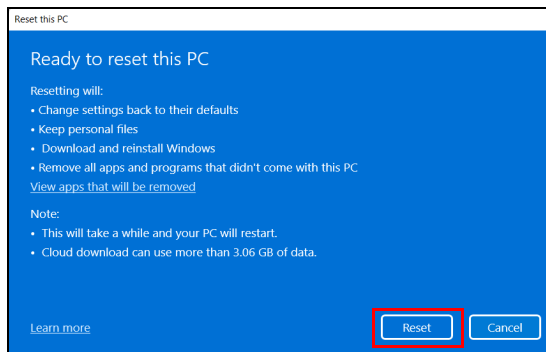 Reset this PC
Ready to reset this PC
Resetting will:
• Change settings back to their defaults
• Keep personal files
• Download and reinstall Windows
• Remove all apps and programs that didn't come with this PC
View apps that will be removed
Note:
• This will take a while and your PC will restart.
• Cloud download can use more than 3.06 GB of data.
Learn more Reset Cancel